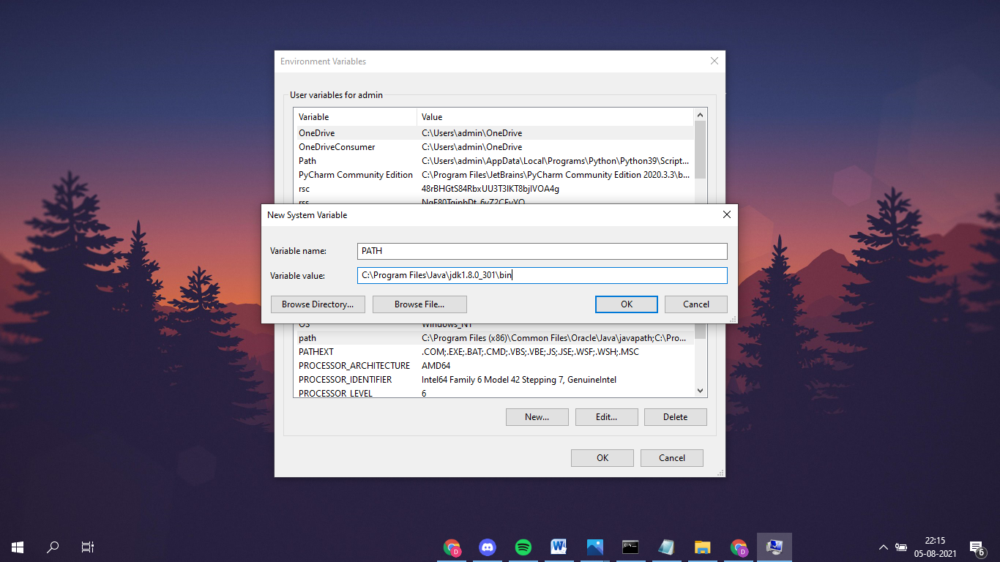 Environment Variables
User variables for admin
Variable Value
OneDrive C:\Users\admin\OneDrive
OneDriveConsumer C:\Users\admin\OneDrive
Path C:\Users\admin\AppData\Local\Programs\Python\Python39\Script...
PyCharm Community Edition C:\Program Files\JetBrains\PyCharm Community Edition 2020.3.3\b...
rsc
rss
New System Variable
Variable name: PATH
Variable value: C:\Program Files\Java\jdk1.8.0_301\bin
Browse Directory... Browse File... OK Cancel
OS Windows_NT
path C:\Program Files (x86)\Common Files\Oracle\Java\javapath;C:\Pro...
PATHEXT .COM;.EXE;.BAT;.CMD;.VBS;.VBE;.JS;.JSE;.WSF;.WSH;.MSC
PROCESSOR_ARCHITECTURE AMD64
PROCESSOR_IDENTIFIER Intel64 Family 6 Model 42 Stepping 7, GenuineIntel
PROCESSOR_LEVEL 6
New... Edit... Delete
OK Cancel
D
W
C:\_
D
22:15
05-08-2021
6